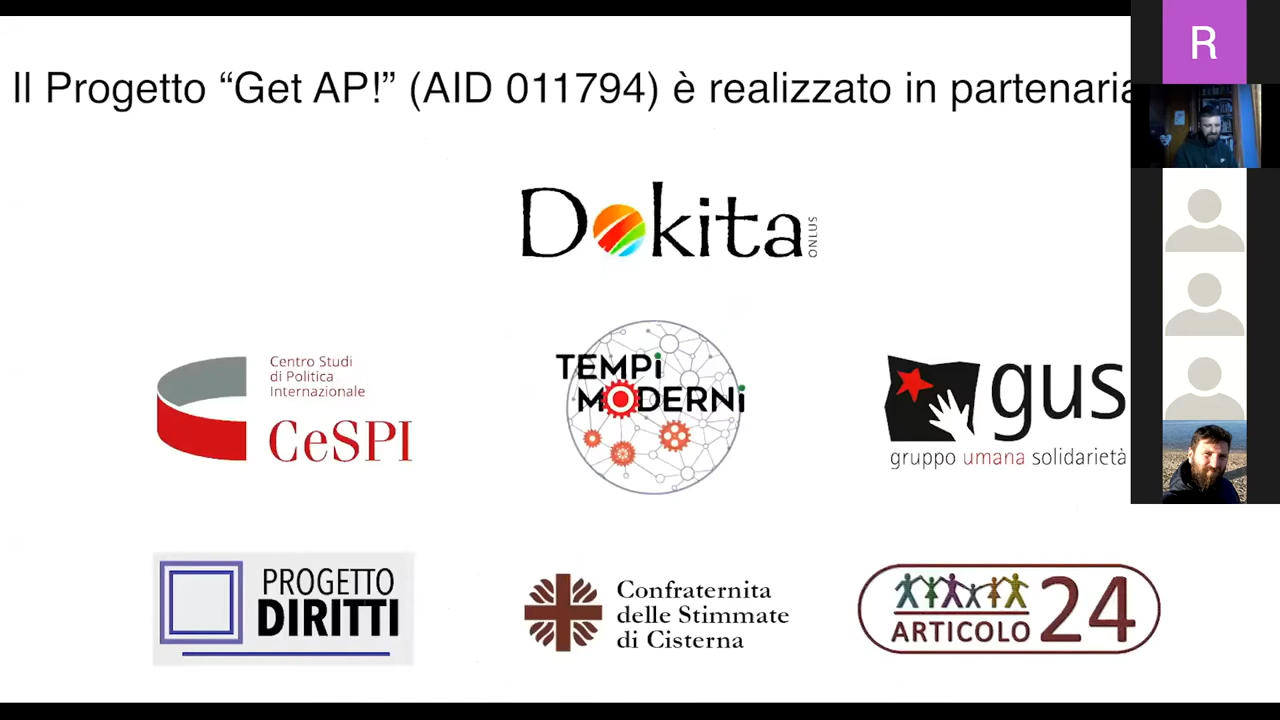 Il Progetto “Get AP!” (AID 011794) è realizzato in partenaria
R
Dokita
ONLUS
Centro Studi
di Politica
Internazionale
CeSPI
TEMPi
MODERNi
gus
gruppo umana solidarietà
PROGETTO
DIRITTI
Confraternita
delle Stimmate
di Cisterna
ARTICOLO 24